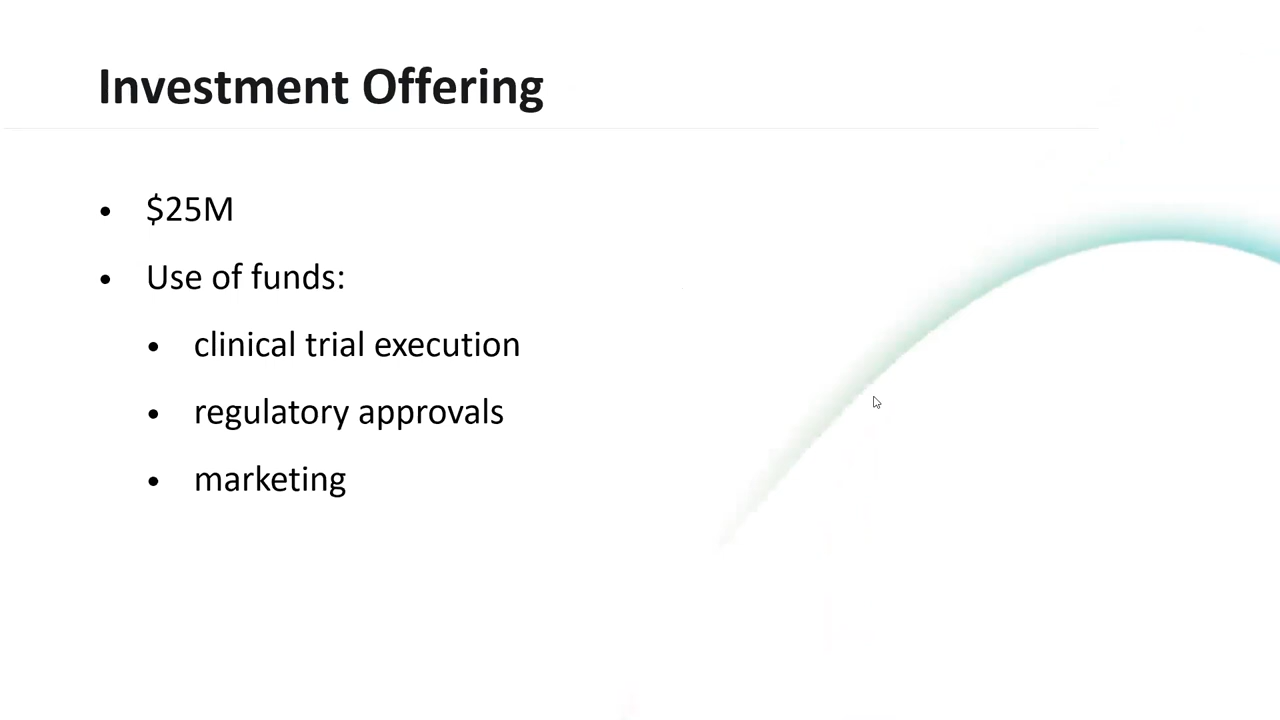 Investment Offering
• $25M
• Use of funds:
• clinical trial execution
• regulatory approvals
• marketing